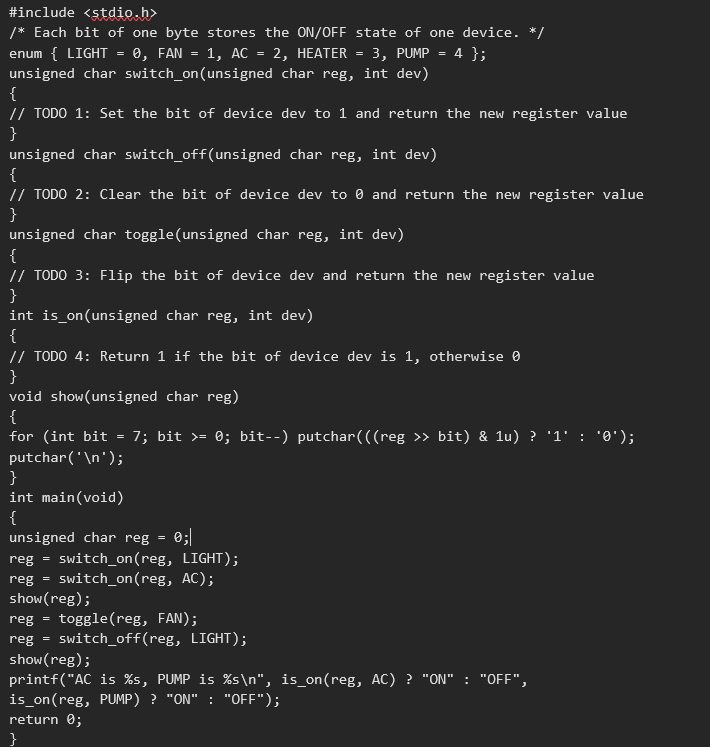 #include <stdio.h>
/* Each bit of one byte stores the ON/OFF state of one device. */
enum { LIGHT = 0, FAN = 1, AC = 2, HEATER = 3, PUMP = 4 };
unsigned char switch_on(unsigned char reg, int dev)
{
// TODO 1: Set the bit of device dev to 1 and return the new register value
}
unsigned char switch_off(unsigned char reg, int dev)
{
// TODO 2: Clear the bit of device dev to 0 and return the new register value
}
unsigned char toggle(unsigned char reg, int dev)
{
// TODO 3: Flip the bit of device dev and return the new register value
}
int is_on(unsigned char reg, int dev)
{
// TODO 4: Return 1 if the bit of device dev is 1, otherwise 0
}
void show(unsigned char reg)
{
for (int bit = 7; bit >= 0; bit--) putchar(((reg >> bit) & 1u) ? '1' : '0');
putchar('\n');
}
int main(void)
{
unsigned char reg = 0;
reg = switch_on(reg, LIGHT);
reg = switch_on(reg, AC);
show(reg);
reg = toggle(reg, FAN);
reg = switch_off(reg, LIGHT);
show(reg);
printf("AC is %s, PUMP is %s\n", is_on(reg, AC) ? "ON" : "OFF",
is_on(reg, PUMP) ? "ON" : "OFF");
return 0;
}